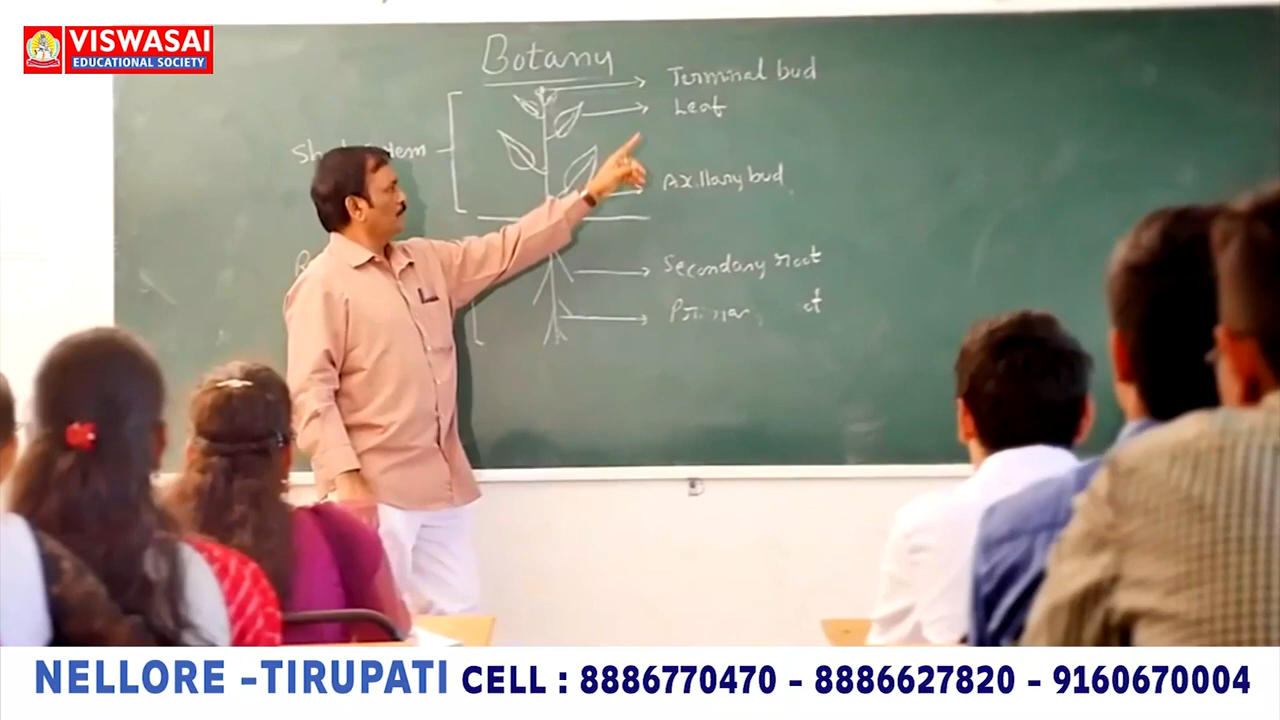 VISWASAI
EDUCATIONAL SOCIETY
Botany
Terminal bud
Leaf
Axillary bud
Secondary root
NELLORE -TIRUPATI CELL : 8886770470 - 8886627820 - 9160670004